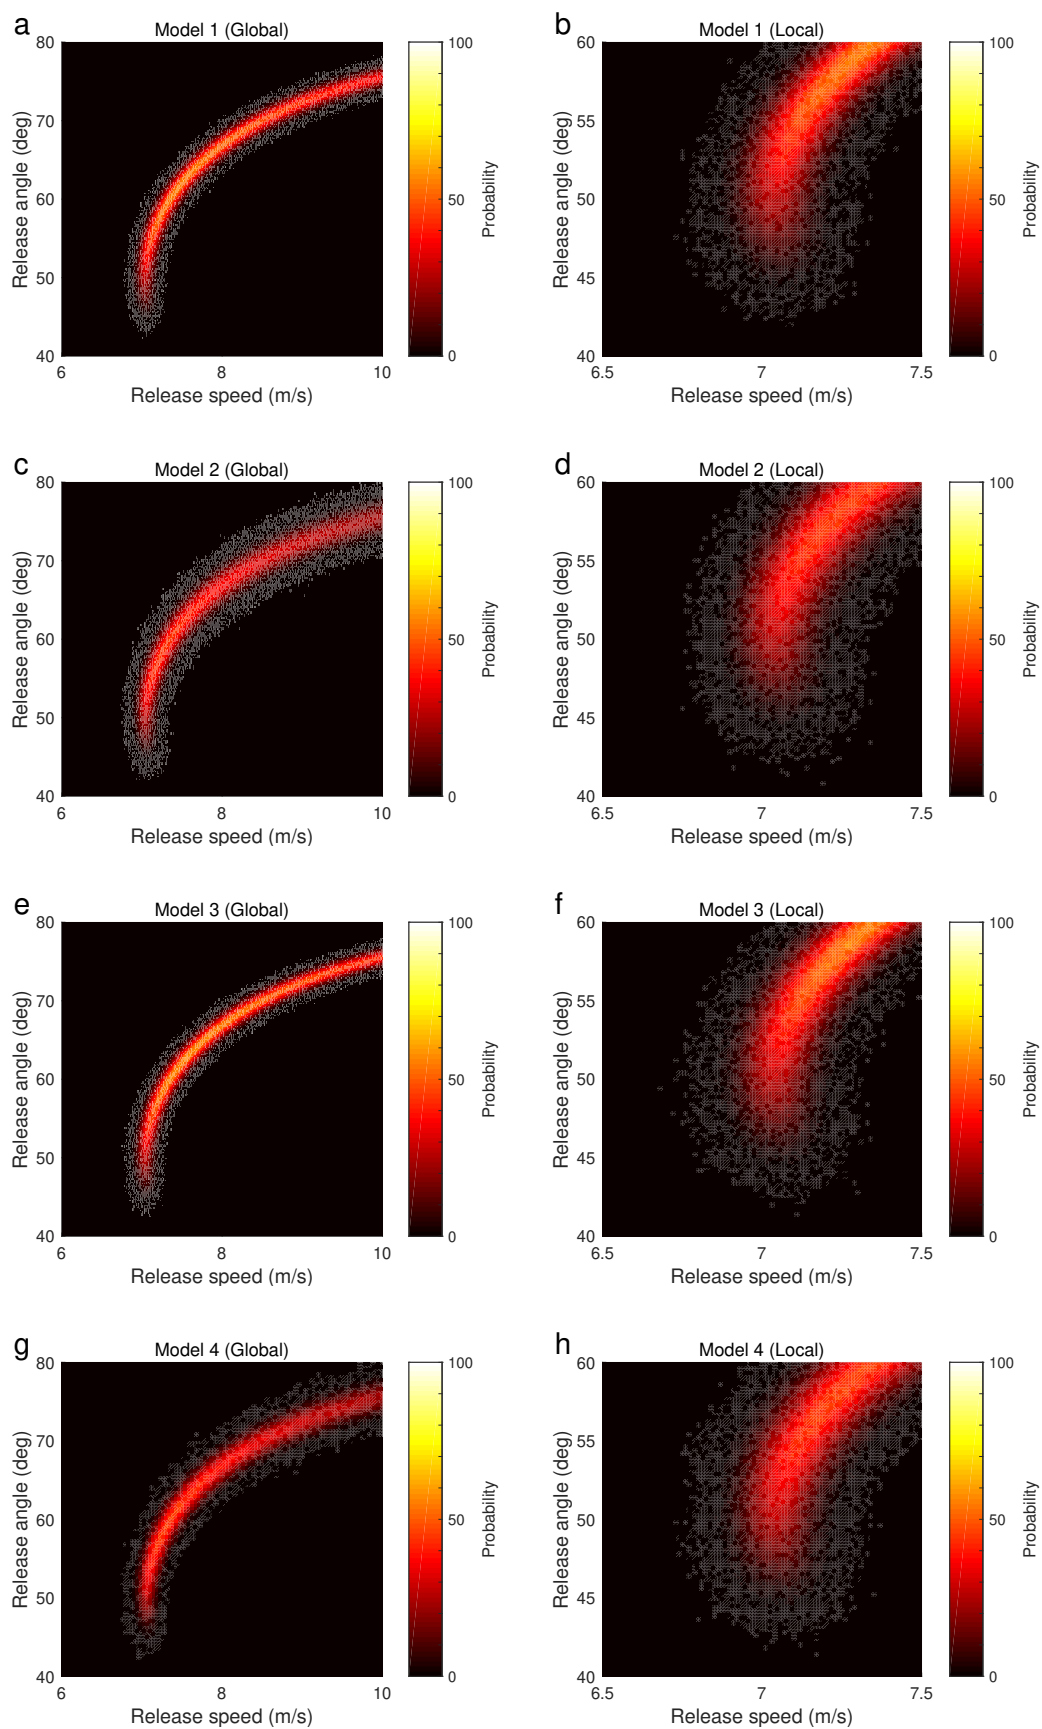 a
Model 1 (Global)
80
70
60
50
40
6
8
10
Release angle (deg)
Release speed (m/s)
100
50
0
Probability
b
Model 1 (Local)
60
55
50
45
40
6.5
7
7.5
Release angle (deg)
Release speed (m/s)
100
50
0
Probability
c
Model 2 (Global)
80
70
60
50
40
6
8
10
Release angle (deg)
Release speed (m/s)
100
50
0
Probability
d
Model 2 (Local)
60
55
50
45
40
6.5
7
7.5
Release angle (deg)
Release speed (m/s)
100
50
0
Probability
e
Model 3 (Global)
80
70
60
50
40
6
8
10
Release angle (deg)
Release speed (m/s)
100
50
0
Probability
f
Model 3 (Local)
60
55
50
45
40
6.5
7
7.5
Release angle (deg)
Release speed (m/s)
100
50
0
Probability
g
Model 4 (Global)
80
70
60
50
40
6
8
10
Release angle (deg)
Release speed (m/s)
100
50
0
Probability
h
Model 4 (Local)
60
55
50
45
40
6.5
7
7.5
Release angle (deg)
Release speed (m/s)
100
50
0
Probability